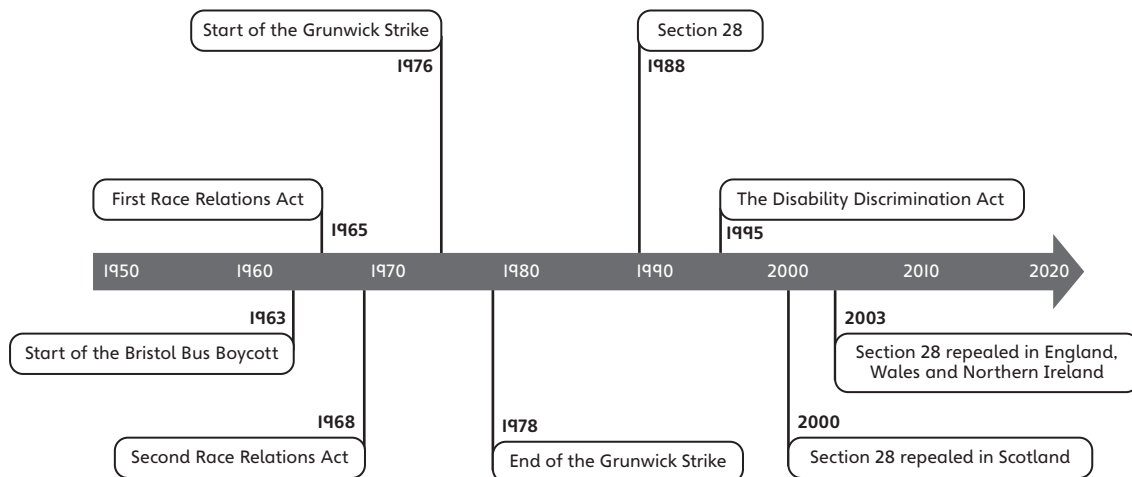 Start of the Grunwick Strike
1976
Section 28
1988
First Race Relations Act
1965
The Disability Discrimination Act
1995
1950 1960 1970 1980 1990 2000 2010 2020
1963
Start of the Bristol Bus Boycott
2003
Section 28 repealed in England,
Wales and Northern Ireland
1968
Second Race Relations Act
1978
End of the Grunwick Strike
2000
Section 28 repealed in Scotland